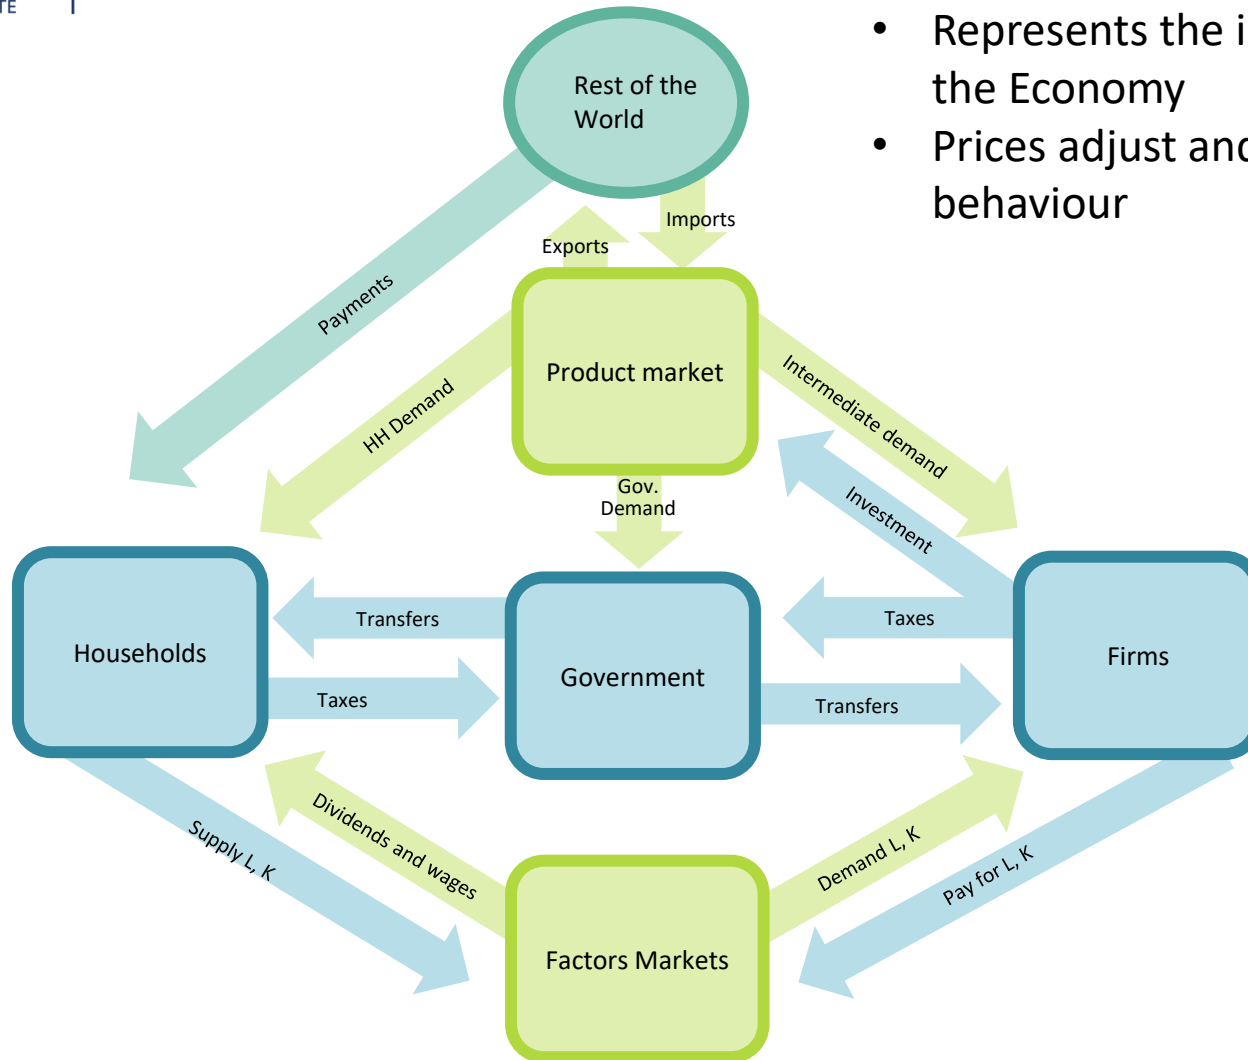 • Represents the i
the Economy
• Prices adjust and
behaviour
Rest of the
World
Imports
Exports
Payments
Product market
HH Demand
Intermediate demand
Gov.
Demand
Investment
Households
Transfers
Taxes
Government
Taxes
Transfers
Firms
Supply L, K
Dividends and wages
Demand L, K
Pay for L, K
Factors Markets